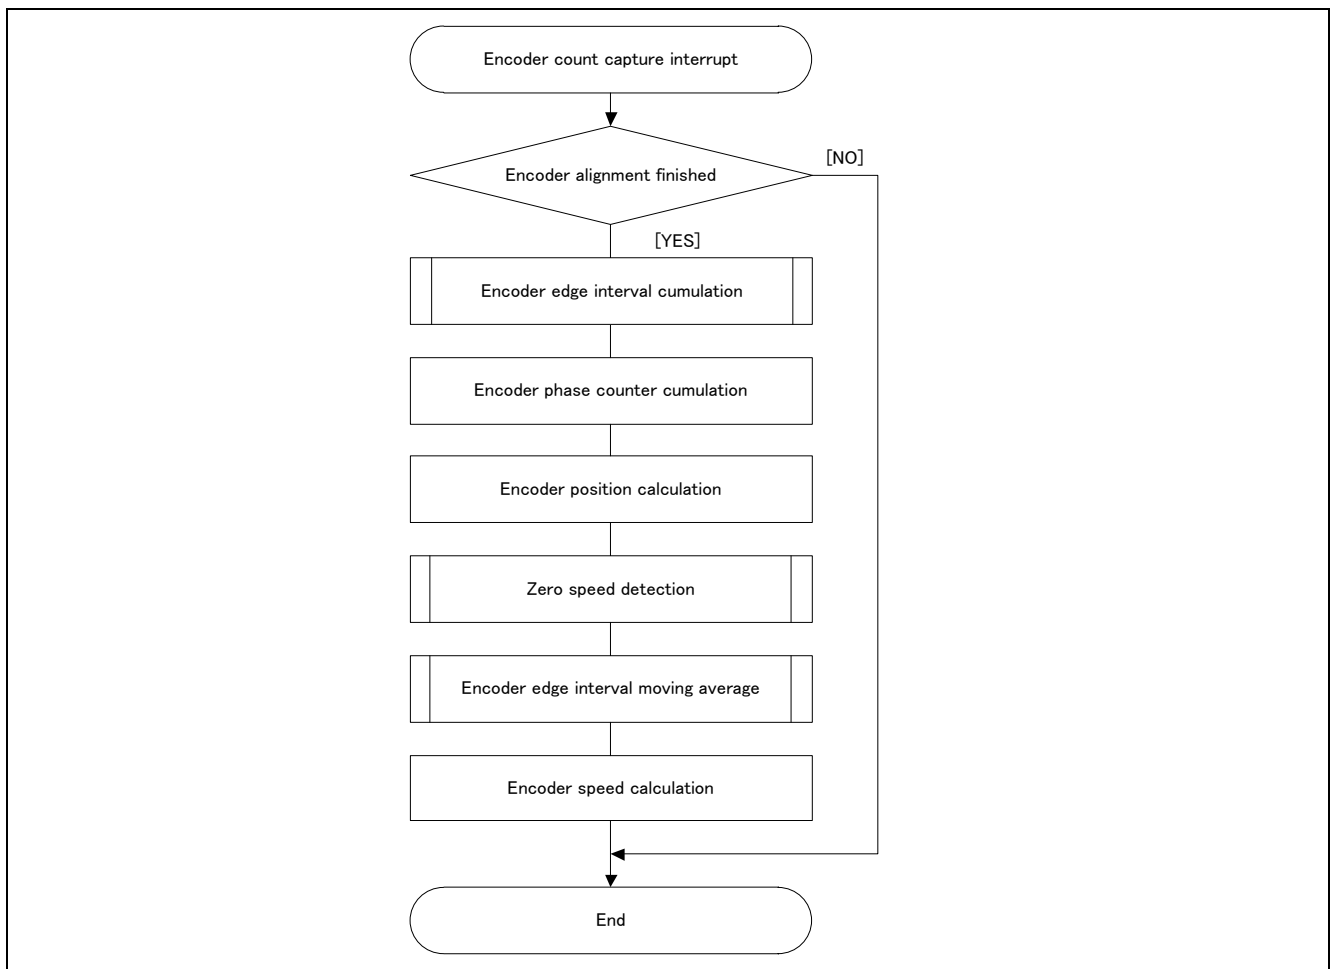 Encoder count capture interrupt
[NO]
Encoder alignment finished
[YES]
Encoder edge interval cumulation
Encoder phase counter cumulation
Encoder position calculation
Zero speed detection
Encoder edge interval moving average
Encoder speed calculation
End